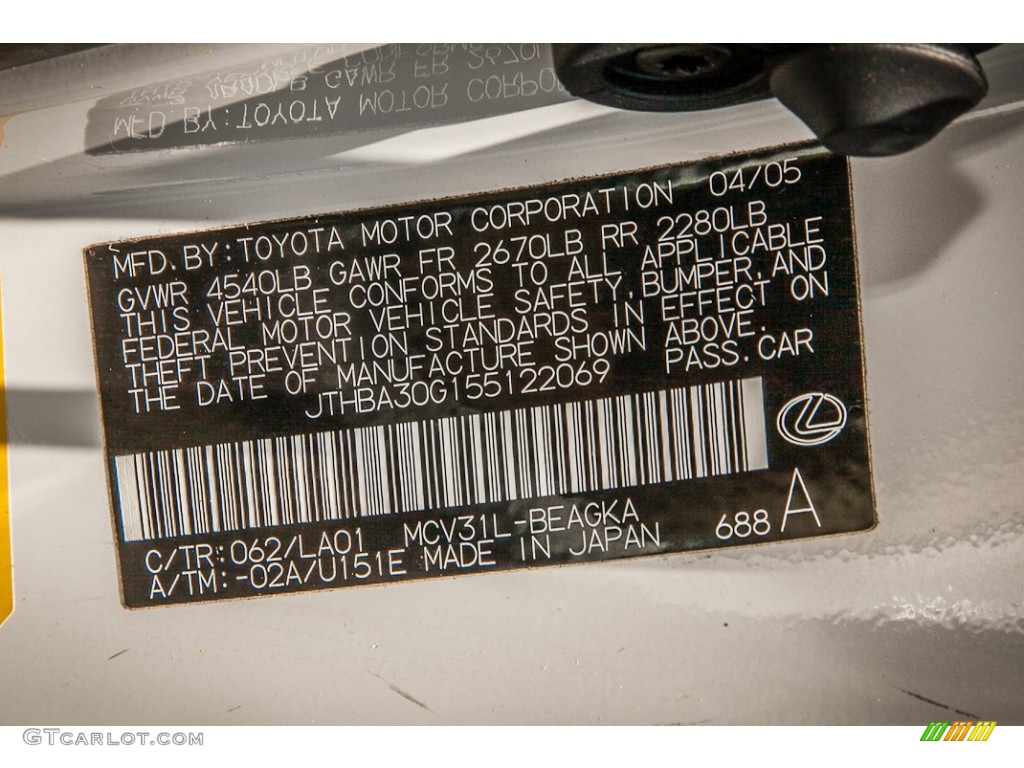 MFD. BY: TOYOTA MOTOR CORPOR
MFD.BY:TOYOTA MOTOR CORPORATION 04/05
GVWR 4540LB GAWR FR 2670LB RR 2280LB
THIS VEHICLE CONFORMS TO ALL APPLICABLE
FEDERAL MOTOR VEHICLE SAFETY,BUMPER,AND
THEFT PREVENTION STANDARDS IN EFFECT ON
THE DATE OF MANUFACTURE SHOWN ABOVE.
JTHBA30G155122069 PASS.CAR
C/TR:062/LA01 MCV31L-BEAGKA 688 A
A/TM:-02A/U151E MADE IN JAPAN
GTCARLOT.COM